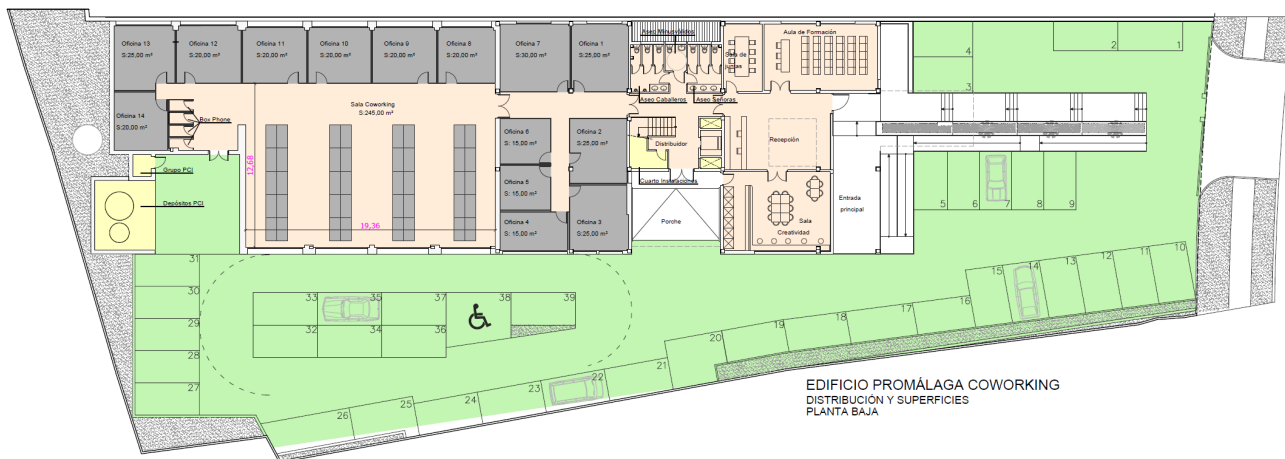 Oficina 13
S:25,00 m²
Oficina 12
S:20,00 m²
Oficina 11
S:20,00 m²
Oficina 10
S:20,00 m²
Oficina 9
S:20,00 m²
Oficina 8
S:20,00 m²
Oficina 7
S:30,00 m²
Oficina 1
S:25,00 m²
Aseo Minusválidos
Sala de
juntas
Aula de Formación
4
3
2
1
Oficina 14
S:20,00 m²
Box Phone
Sala Coworking
S:245,00 m²
Aseo Caballeros
Aseo Señoras
Oficina 6
S: 15,00 m²
Oficina 2
S:25,00 m²
Distribuidor
Recepción
Grupo PCI
Depósitos PCI
12,68
19,36
Oficina 5
S: 15,00 m²
Cuarto Instalaciones
Oficina 4
S: 15,00 m²
Oficina 3
S:25,00 m²
Porche
Sala
Creatividad
Entrada
principal
5
6
7
8
9
31
30
29
28
27
33
35
37
38
39
32
34
36
26
25
24
23
22
21
20
19
18
17
16
15
14
13
12
11
10
EDIFICIO PROMÁLAGA COWORKING
DISTRIBUCIÓN Y SUPERFICIES
PLANTA BAJA